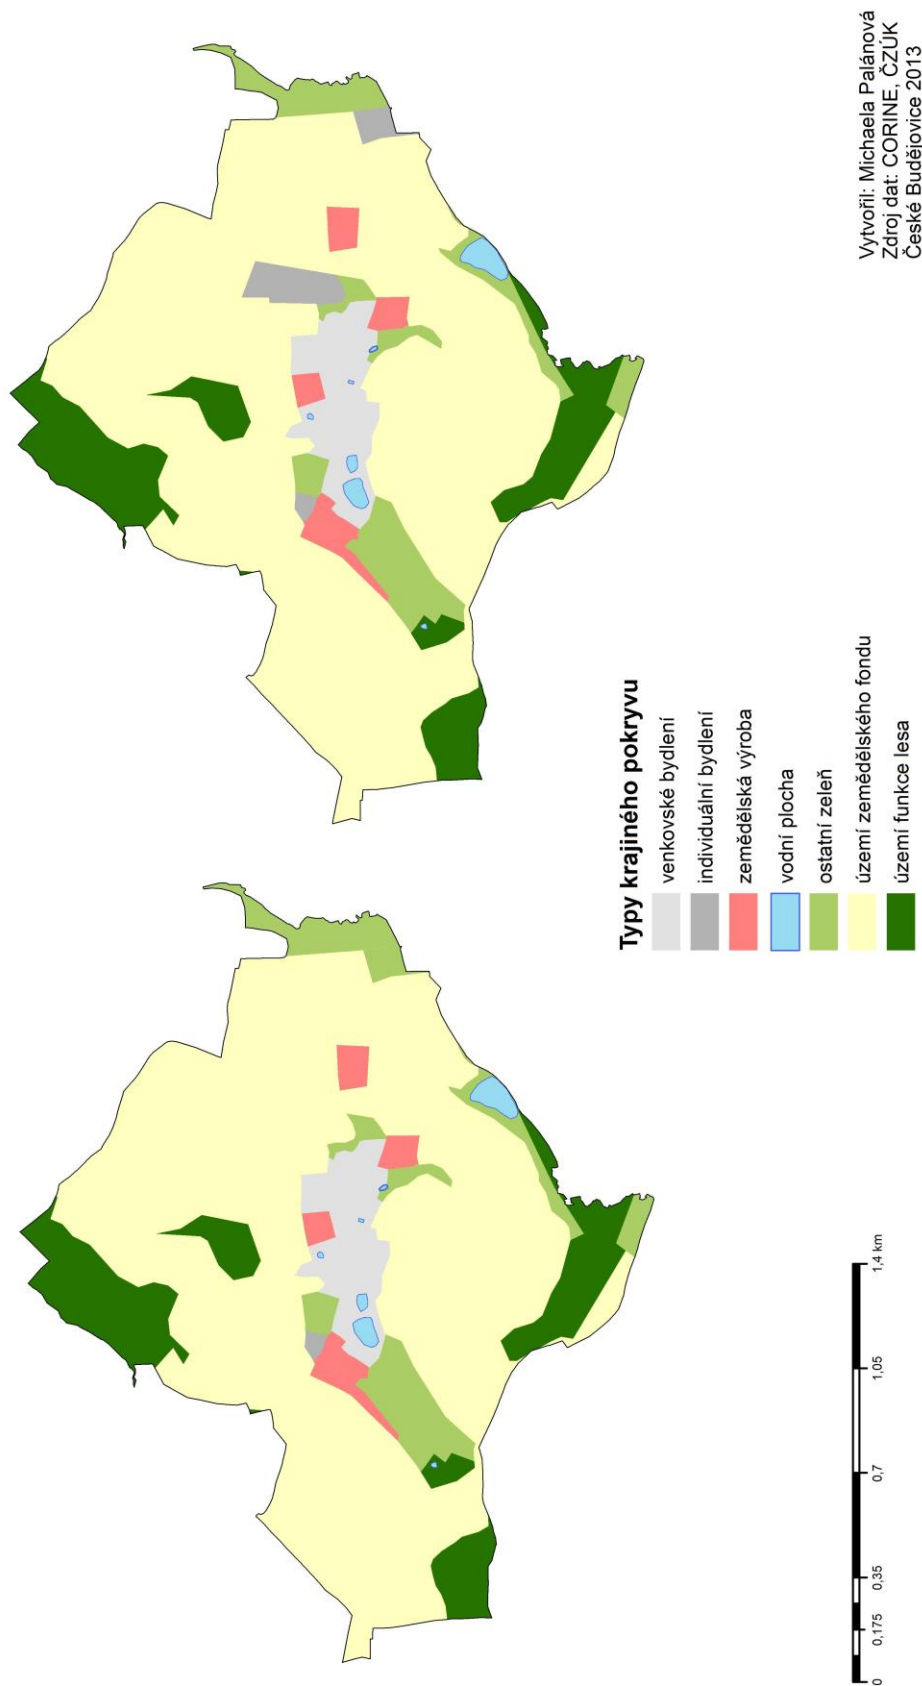 Typy krajiného pokryvu
venkovské bydlení
individuální bydlení
zemědělská výroba
vodní plocha
ostatní zeleň
území zemědělského fondu
území funkce lesa
0 0,175 0,35 0,7 1,05 1,4 km
Vytvořil: Michaela Palánová
Zdroj dat: CORINE, ČZÚK
České Budějovice 2013